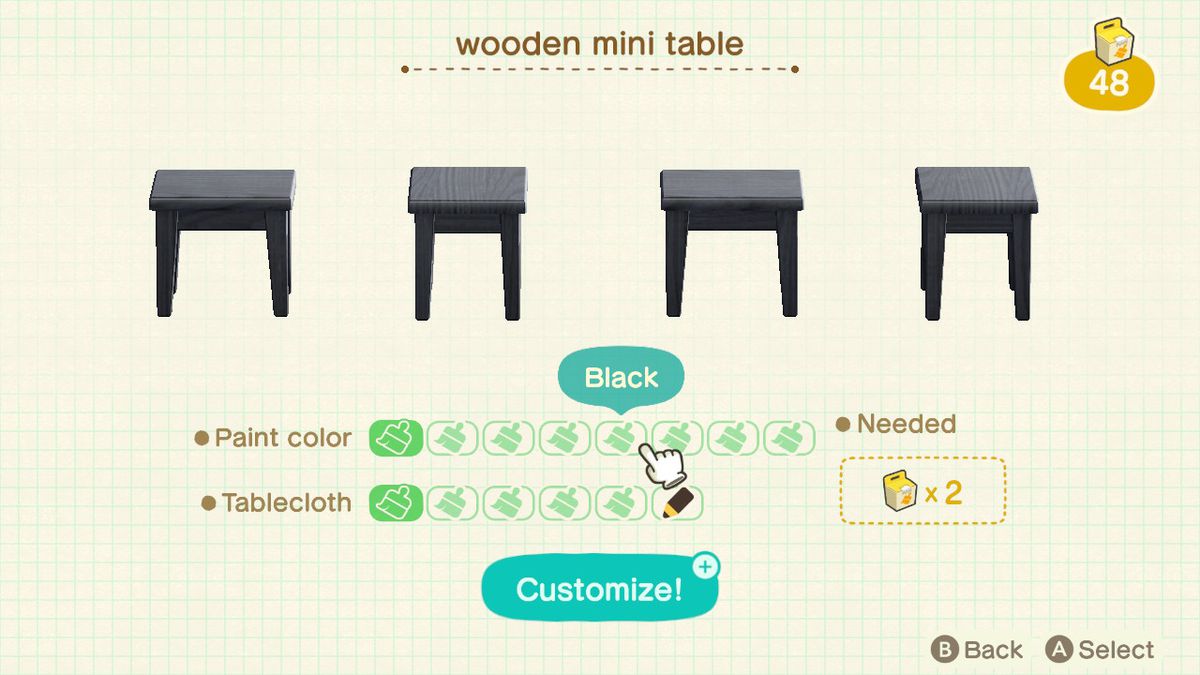 wooden mini table
48
Black
Paint color
Needed
x 2
Tablecloth
Customize!
B Back
A Select